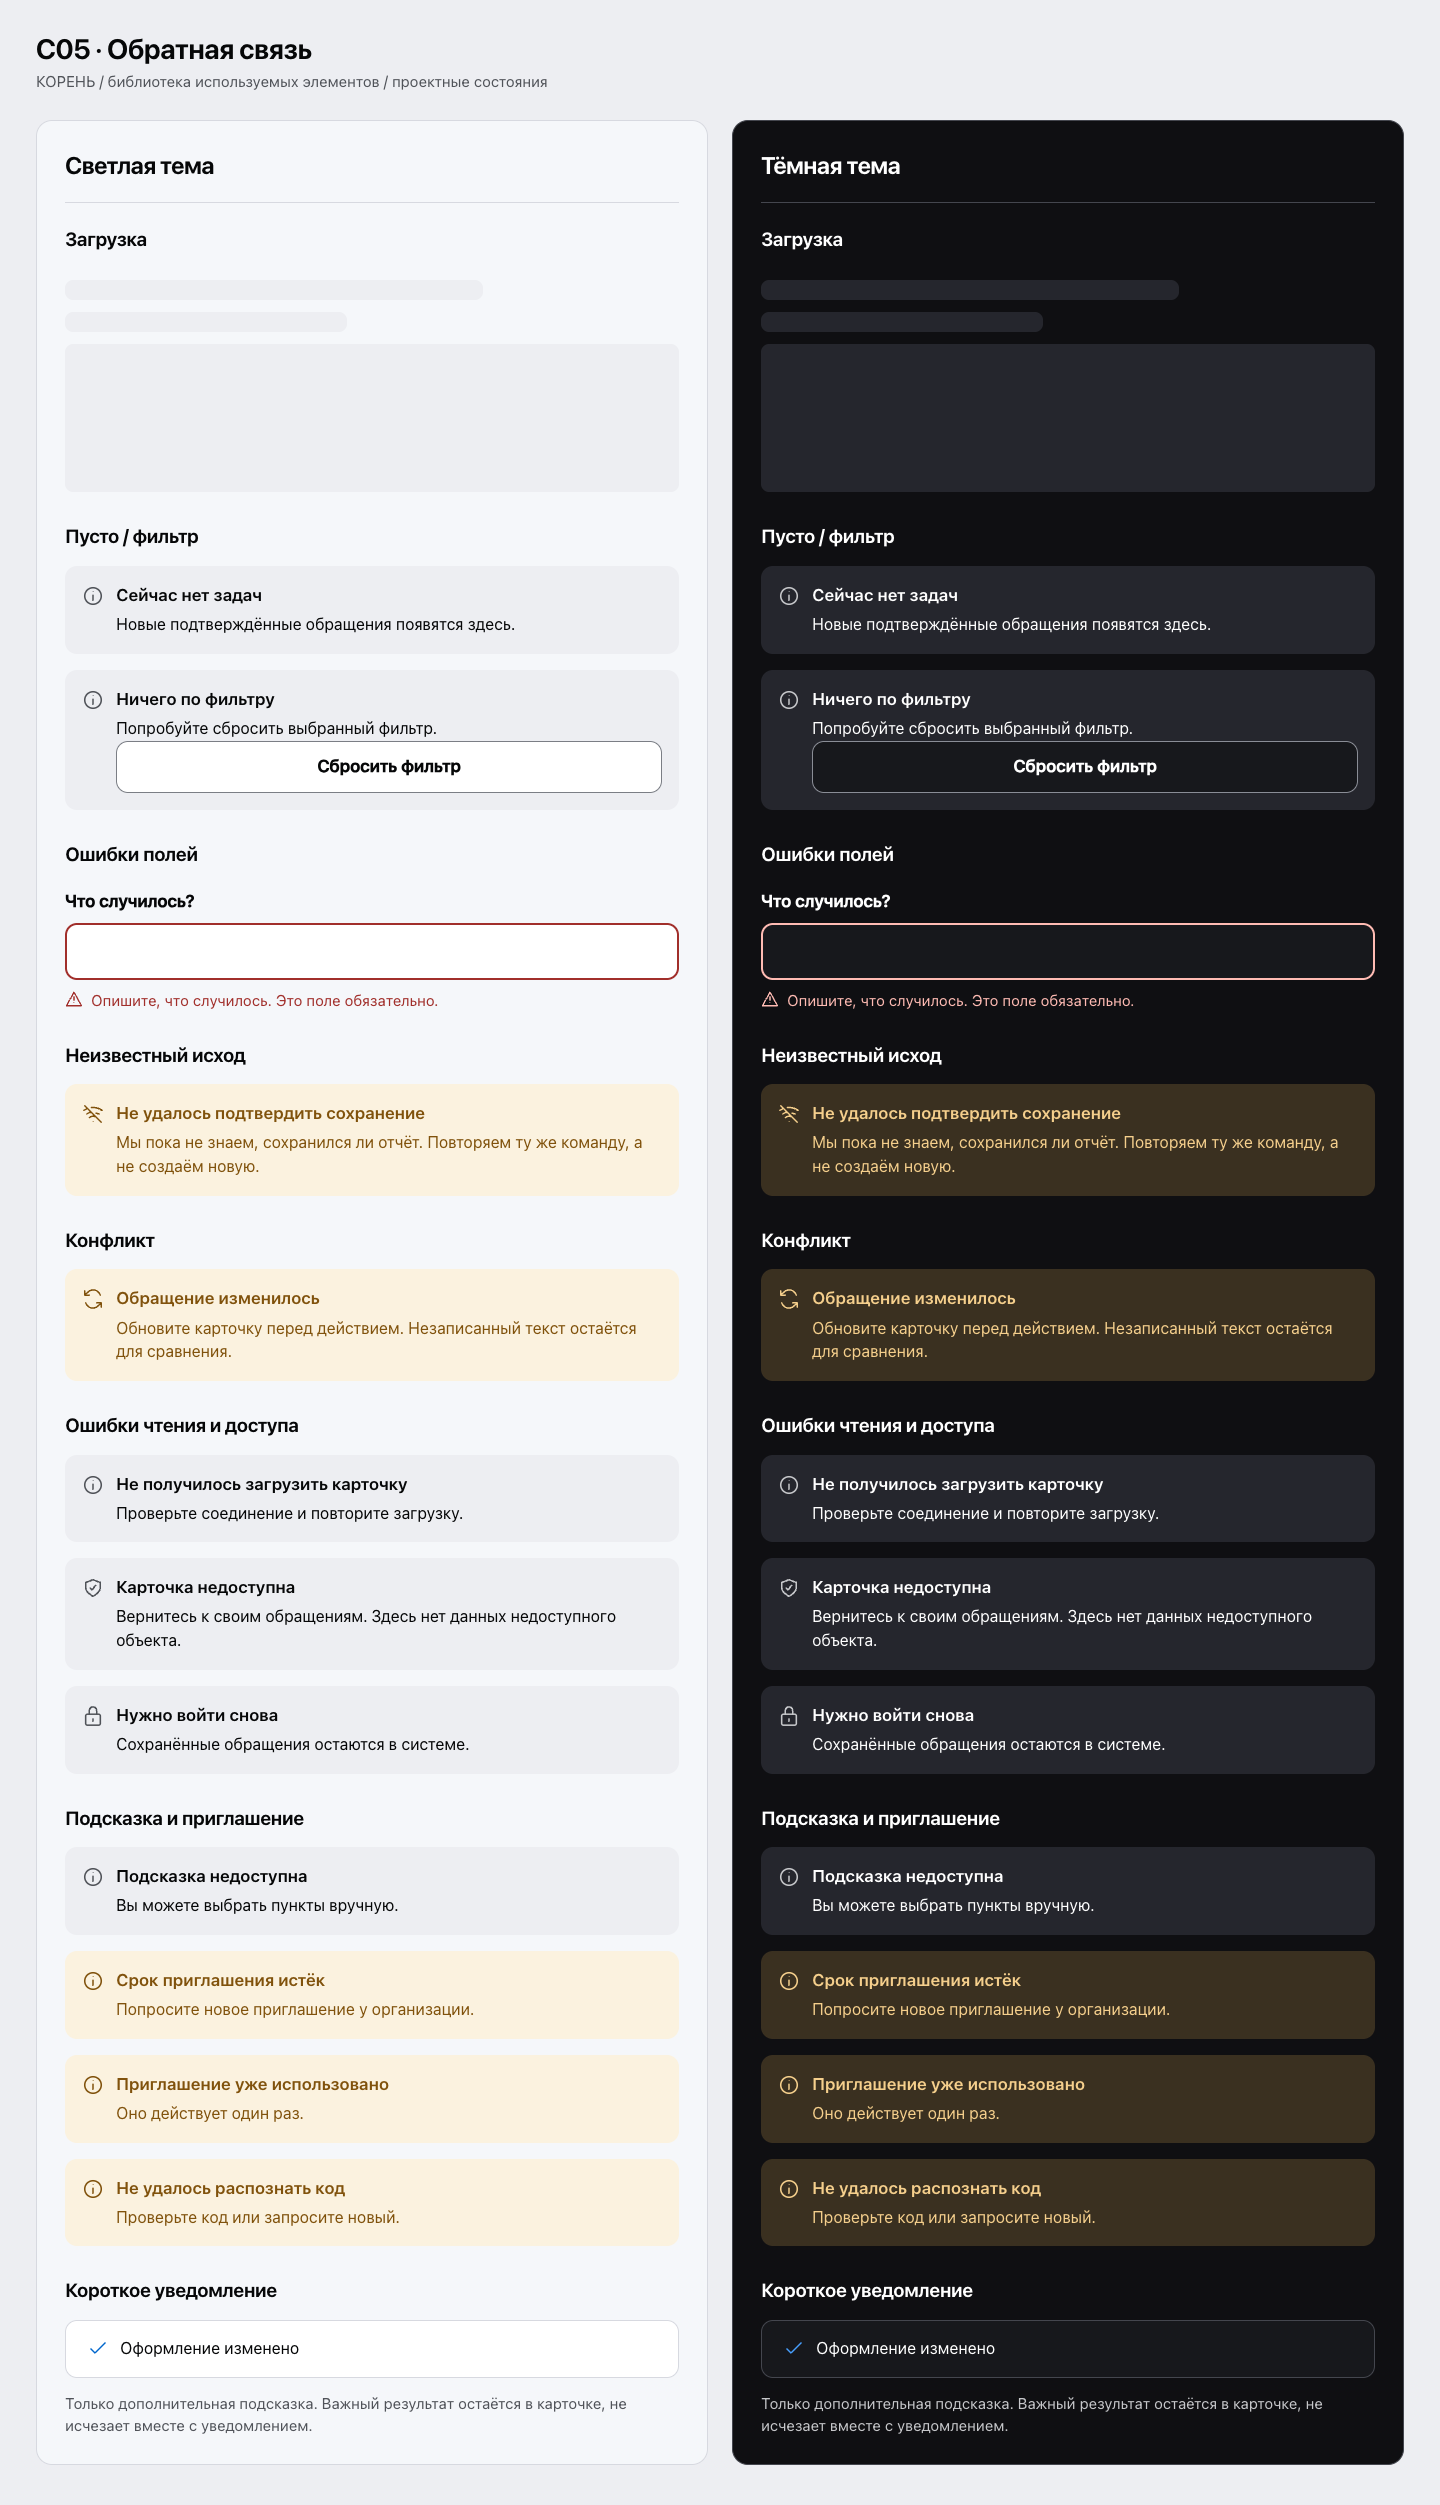 C05 · Обратная связь
КОРЕНЬ / библиотека используемых элементов / проектные состояния
Светлая тема
Загрузка
Пусто / фильтр
Сейчас нет задач
Новые подтверждённые обращения появятся здесь.
Ничего по фильтру
Попробуйте сбросить выбранный фильтр.
Сбросить фильтр
Ошибки полей
Что случилось?
Опишите, что случилось. Это поле обязательно.
Неизвестный исход
Не удалось подтвердить сохранение
Мы пока не знаем, сохранился ли отчёт. Повторяем ту же команду, а
не создаём новую.
Конфликт
Обращение изменилось
Обновите карточку перед действием. Незаписанный текст остаётся
для сравнения.
Ошибки чтения и доступа
Не получилось загрузить карточку
Проверьте соединение и повторите загрузку.
Карточка недоступна
Вернитесь к своим обращениям. Здесь нет данных недоступного
объекта.
Нужно войти снова
Сохранённые обращения остаются в системе.
Подсказка и приглашение
Подсказка недоступна
Вы можете выбрать пункты вручную.
Срок приглашения истёк
Попросите новое приглашение у организации.
Приглашение уже использовано
Оно действует один раз.
Не удалось распознать код
Проверьте код или запросите новый.
Короткое уведомление
Оформление изменено
Только дополнительная подсказка. Важный результат остаётся в карточке, не
исчезает вместе с уведомлением.
Тёмная тема
Загрузка
Пусто / фильтр
Сейчас нет задач
Новые подтверждённые обращения появятся здесь.
Ничего по фильтру
Попробуйте сбросить выбранный фильтр.
Сбросить фильтр
Ошибки полей
Что случилось?
Опишите, что случилось. Это поле обязательно.
Неизвестный исход
Не удалось подтвердить сохранение
Мы пока не знаем, сохранился ли отчёт. Повторяем ту же команду, а
не создаём новую.
Конфликт
Обращение изменилось
Обновите карточку перед действием. Незаписанный текст остаётся
для сравнения.
Ошибки чтения и доступа
Не получилось загрузить карточку
Проверьте соединение и повторите загрузку.
Карточка недоступна
Вернитесь к своим обращениям. Здесь нет данных недоступного
объекта.
Нужно войти снова
Сохранённые обращения остаются в системе.
Подсказка и приглашение
Подсказка недоступна
Вы можете выбрать пункты вручную.
Срок приглашения истёк
Попросите новое приглашение у организации.
Приглашение уже использовано
Оно действует один раз.
Не удалось распознать код
Проверьте код или запросите новый.
Короткое уведомление
Оформление изменено
Только дополнительная подсказка. Важный результат остаётся в карточке, не
исчезает вместе с уведомлением.